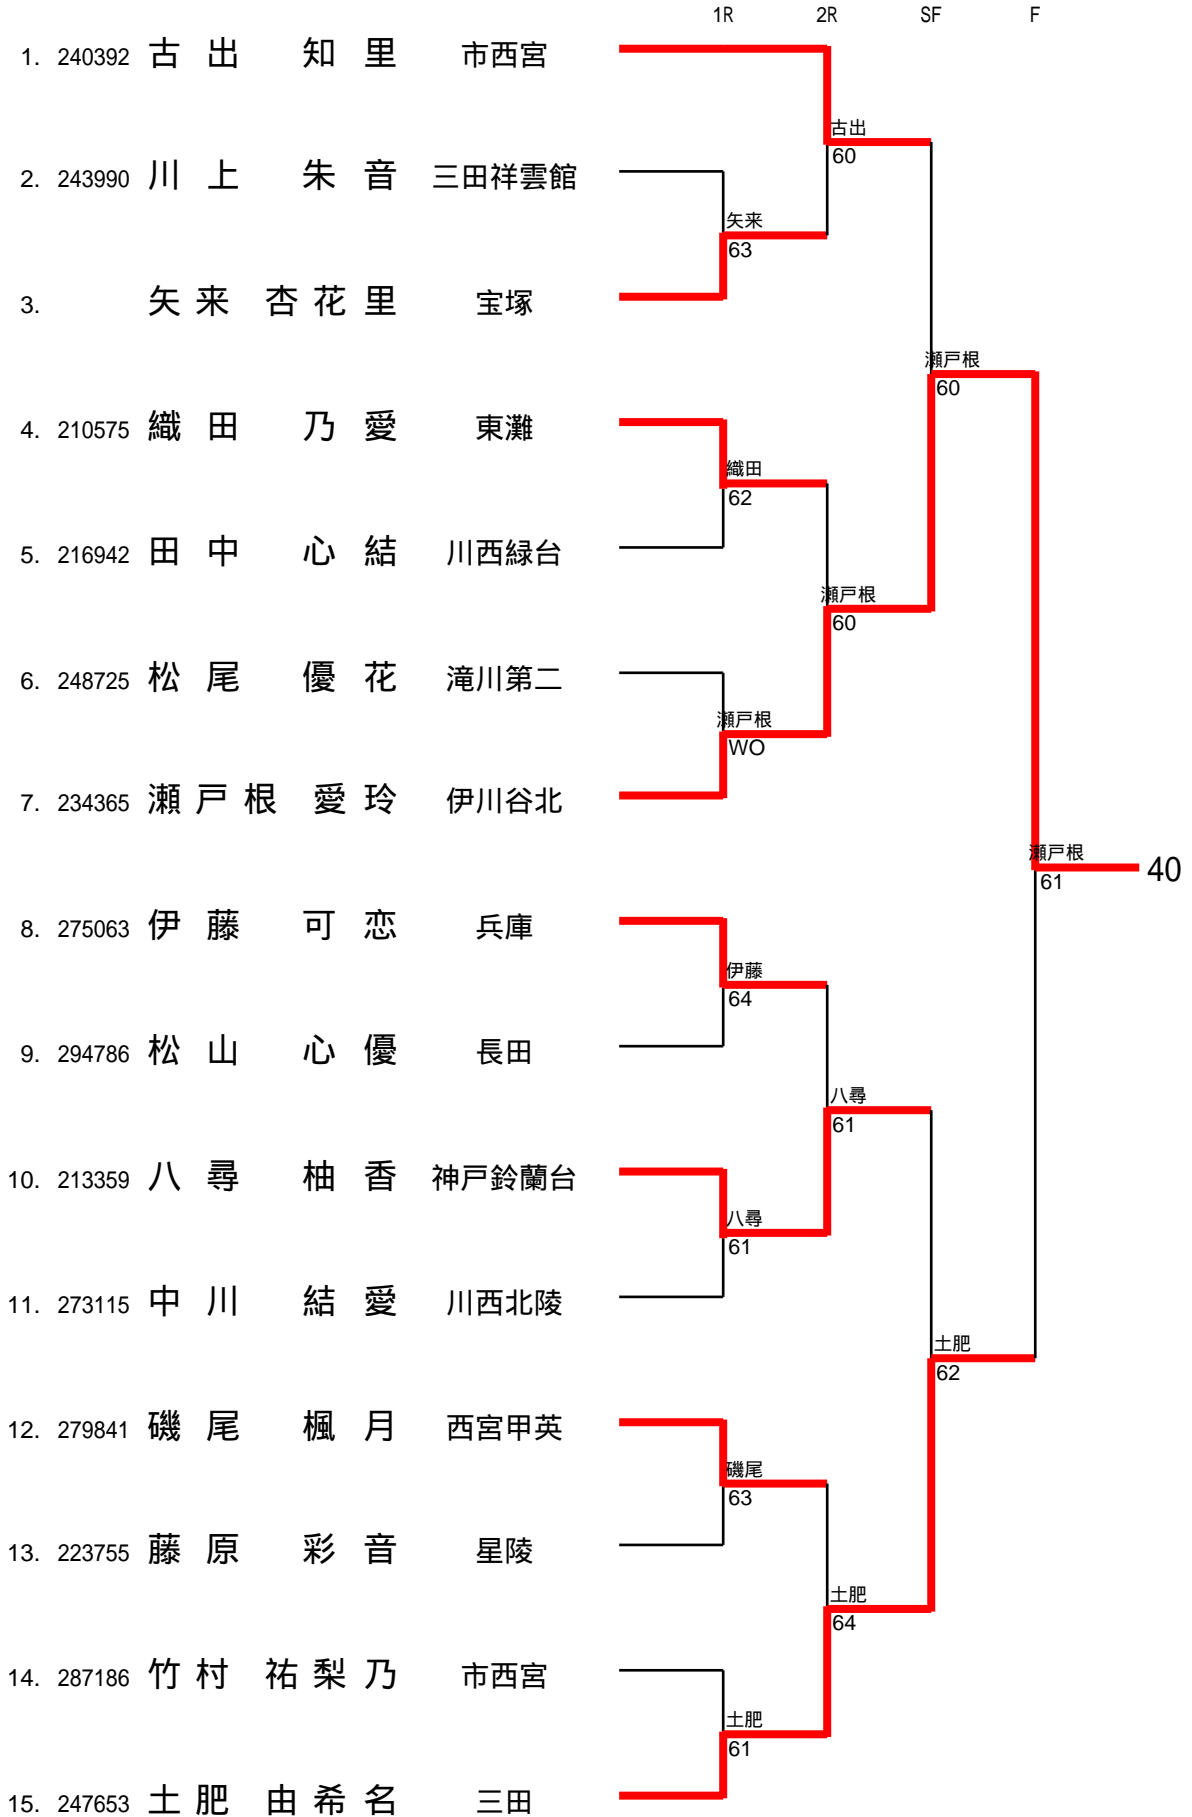 1R 2R SF F
1. 240392 古出 知里 市西宮
古出
60
2. 243990 川上 朱音 三田祥雲館
矢来
63
3. 矢来 杏花里 宝塚
瀬戸根
60
4. 210575 織田 乃愛 東灘
織田
62
5. 216942 田中 心結 川西緑台
瀬戸根
60
6. 248725 松尾 優花 滝川第二
瀬戸根
WO
7. 234365 瀬戸根 愛玲 伊川谷北
瀬戸根
61
40
8. 275063 伊藤 可恋 兵庫
伊藤
64
9. 294786 松山 心優 長田
八尋
61
10. 213359 八尋 柚香 神戸鈴蘭台
八尋
61
11. 273115 中川 結愛 川西北陵
土肥
62
12. 279841 磯尾 楓月 西宮甲英
磯尾
63
13. 223755 藤原 彩音 星陵
土肥
64
14. 287186 竹村 祐梨乃 市西宮
土肥
61
15. 247653 土肥 由希名 三田